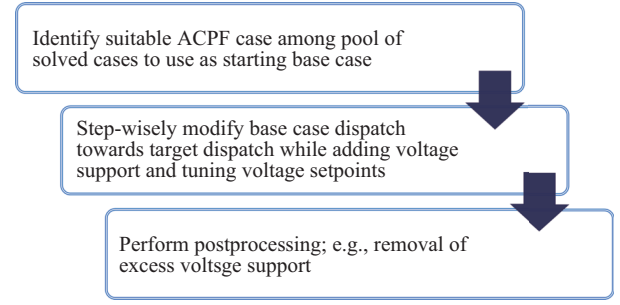 Identify suitable ACPF case among pool of
solved cases to use as starting base case
Step-wisely modify base case dispatch
towards target dispatch while adding voltage
support and tuning voltage setpoints
Perform postprocessing; e.g., removal of
excess voltsge support